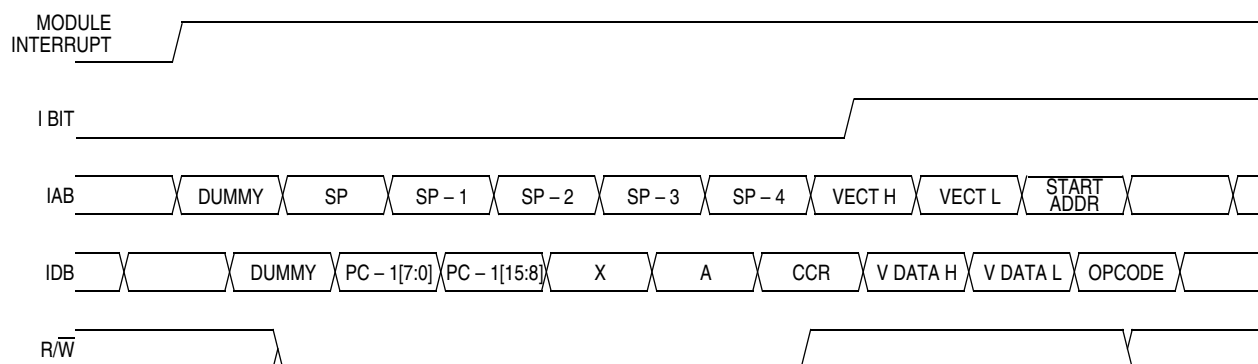 MODULE
INTERRUPT
I BIT
IAB DUMMY SP SP – 1 SP – 2 SP – 3 SP – 4 VECT H VECT L START
ADDR
IDB DUMMY PC – 1[7:0] PC – 1[15:8] X A CCR V DATA H V DATA L OPCODE
R/W̅